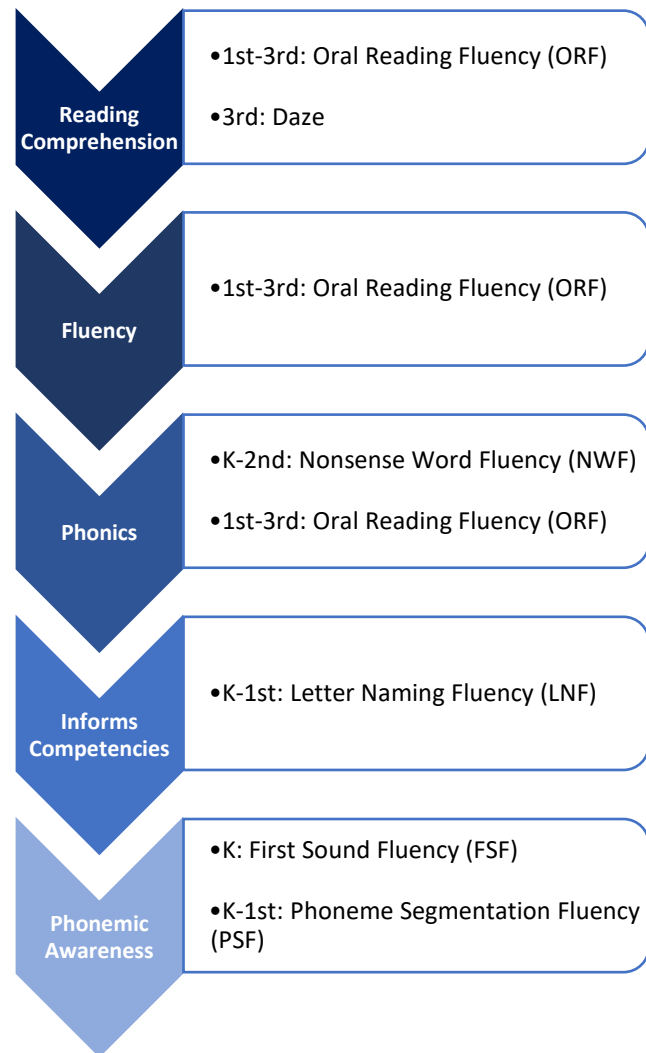 Reading
Comprehension
•1st-3rd: Oral Reading Fluency (ORF)
•3rd: Daze
Fluency
•1st-3rd: Oral Reading Fluency (ORF)
Phonics
•K-2nd: Nonsense Word Fluency (NWF)
•1st-3rd: Oral Reading Fluency (ORF)
Informs
Competencies
•K-1st: Letter Naming Fluency (LNF)
Phonemic
Awareness
•K: First Sound Fluency (FSF)
•K-1st: Phoneme Segmentation Fluency
(PSF)